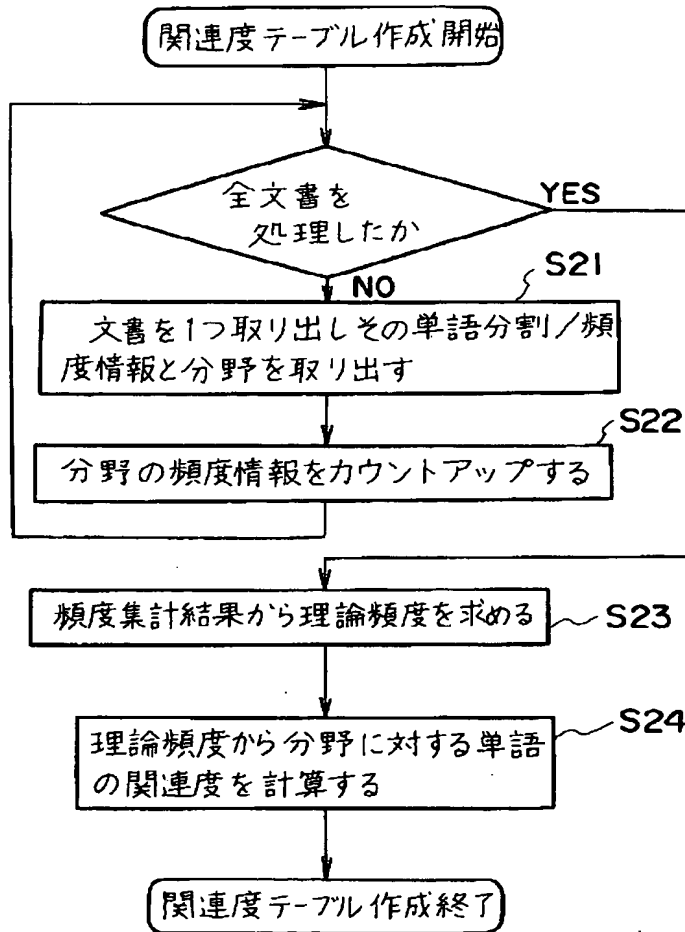 関連度テーブル作成開始
全文書を
処理したか
YES
NO
S21
文書を1つ取り出しその単語分割／頻
度情報と分野を取り出す
S22
分野の頻度情報をカウントアップする
頻度集計結果から理論頻度を求める
S23
S24
理論頻度から分野に対する単語
の関連度を計算する
関連度テーブル作成終了